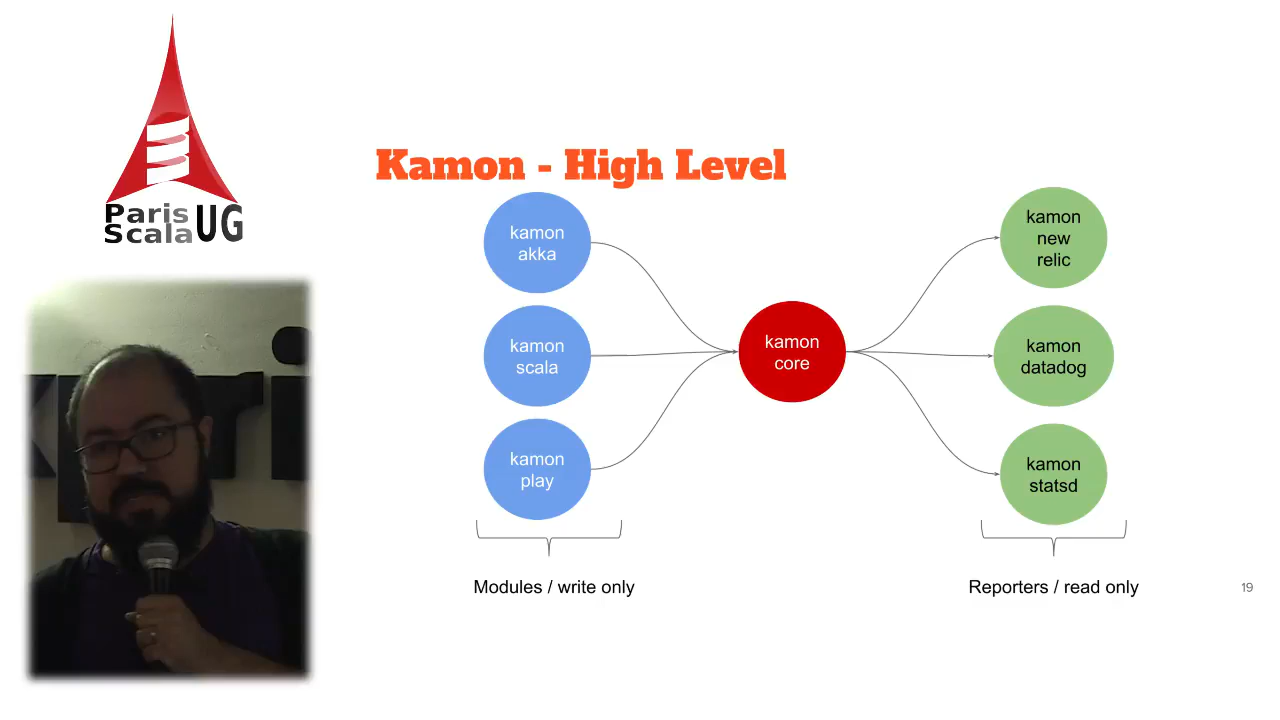 Paris
Scala UG
Kamon - High Level
kamon
akka
kamon
scala
kamon
play
kamon
core
kamon
new
relic
kamon
datadog
kamon
statsd
Modules / write only
Reporters / read only
19